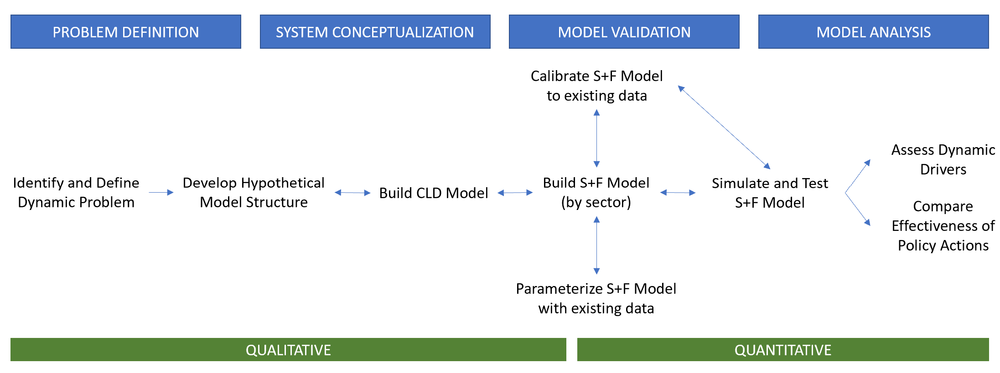 PROBLEM DEFINITION
SYSTEM CONCEPTUALIZATION
MODEL VALIDATION
MODEL ANALYSIS
Calibrate S+F Model
to existing data
Identify and Define
Dynamic Problem
Develop Hypothetical
Model Structure
Build CLD Model
Build S+F Model
(by sector)
Simulate and Test
S+F Model
Assess Dynamic
Drivers
Compare
Effectiveness of
Policy Actions
Parameterize S+F Model
with existing data
QUALITATIVE
QUANTITATIVE